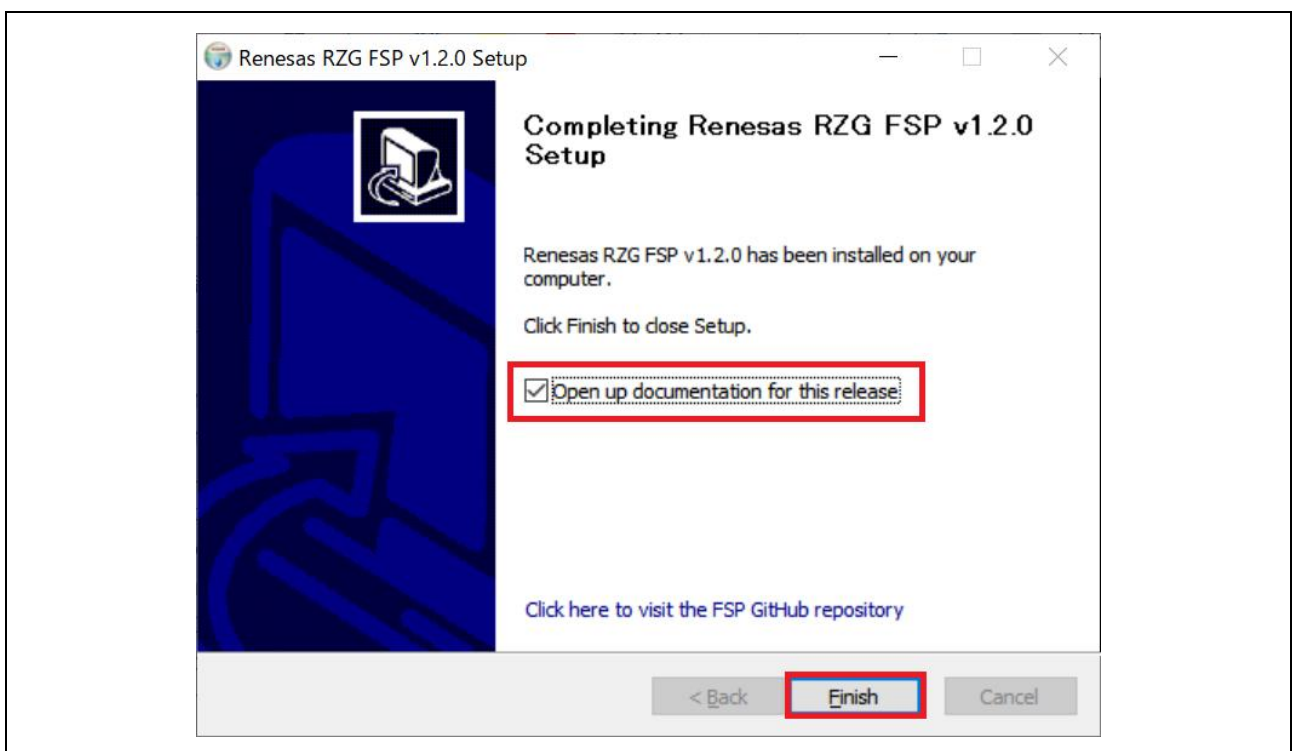 Renesas RZG FSP v1.2.0 Setup
Completing Renesas RZG FSP v1.2.0
Setup
Renesas RZG FSP v1.2.0 has been installed on your
computer.
Click Finish to close Setup.
Open up documentation for this release
Click here to visit the FSP GitHub repository
< Back Finish Cancel